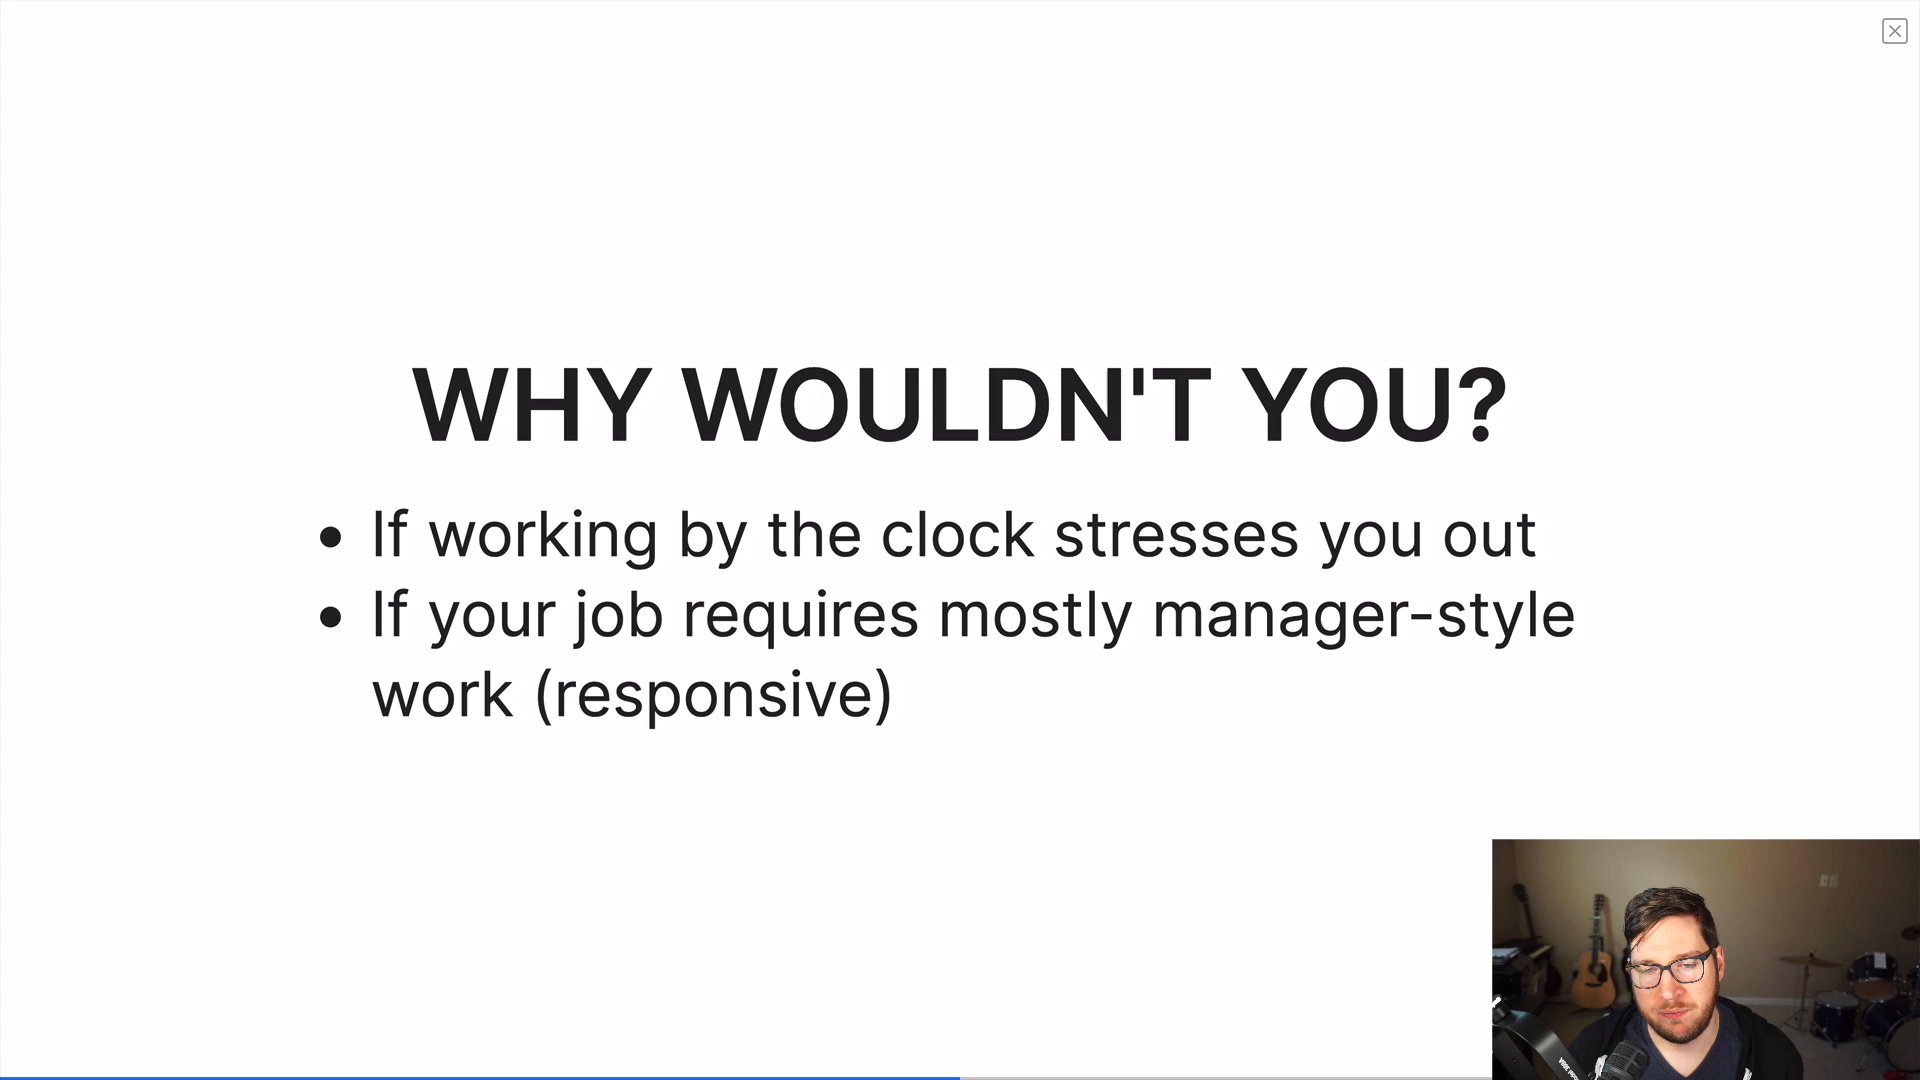 WHY WOULDN'T YOU?
• If working by the clock stresses you out
• If your job requires mostly manager-style
work (responsive)